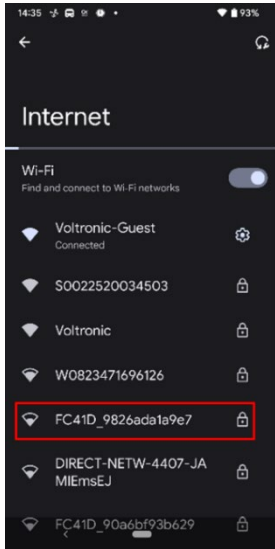 14:35
93%
Internet
Wi-Fi
Find and connect to Wi-Fi networks
Voltronic-Guest
Connected
S0022520034503
Voltronic
W0823471696126
FC41D_9826ada1a9e7
DIRECT-NETW-4407-JA
MIEmsEJ
FC41D_90a6bf93b629